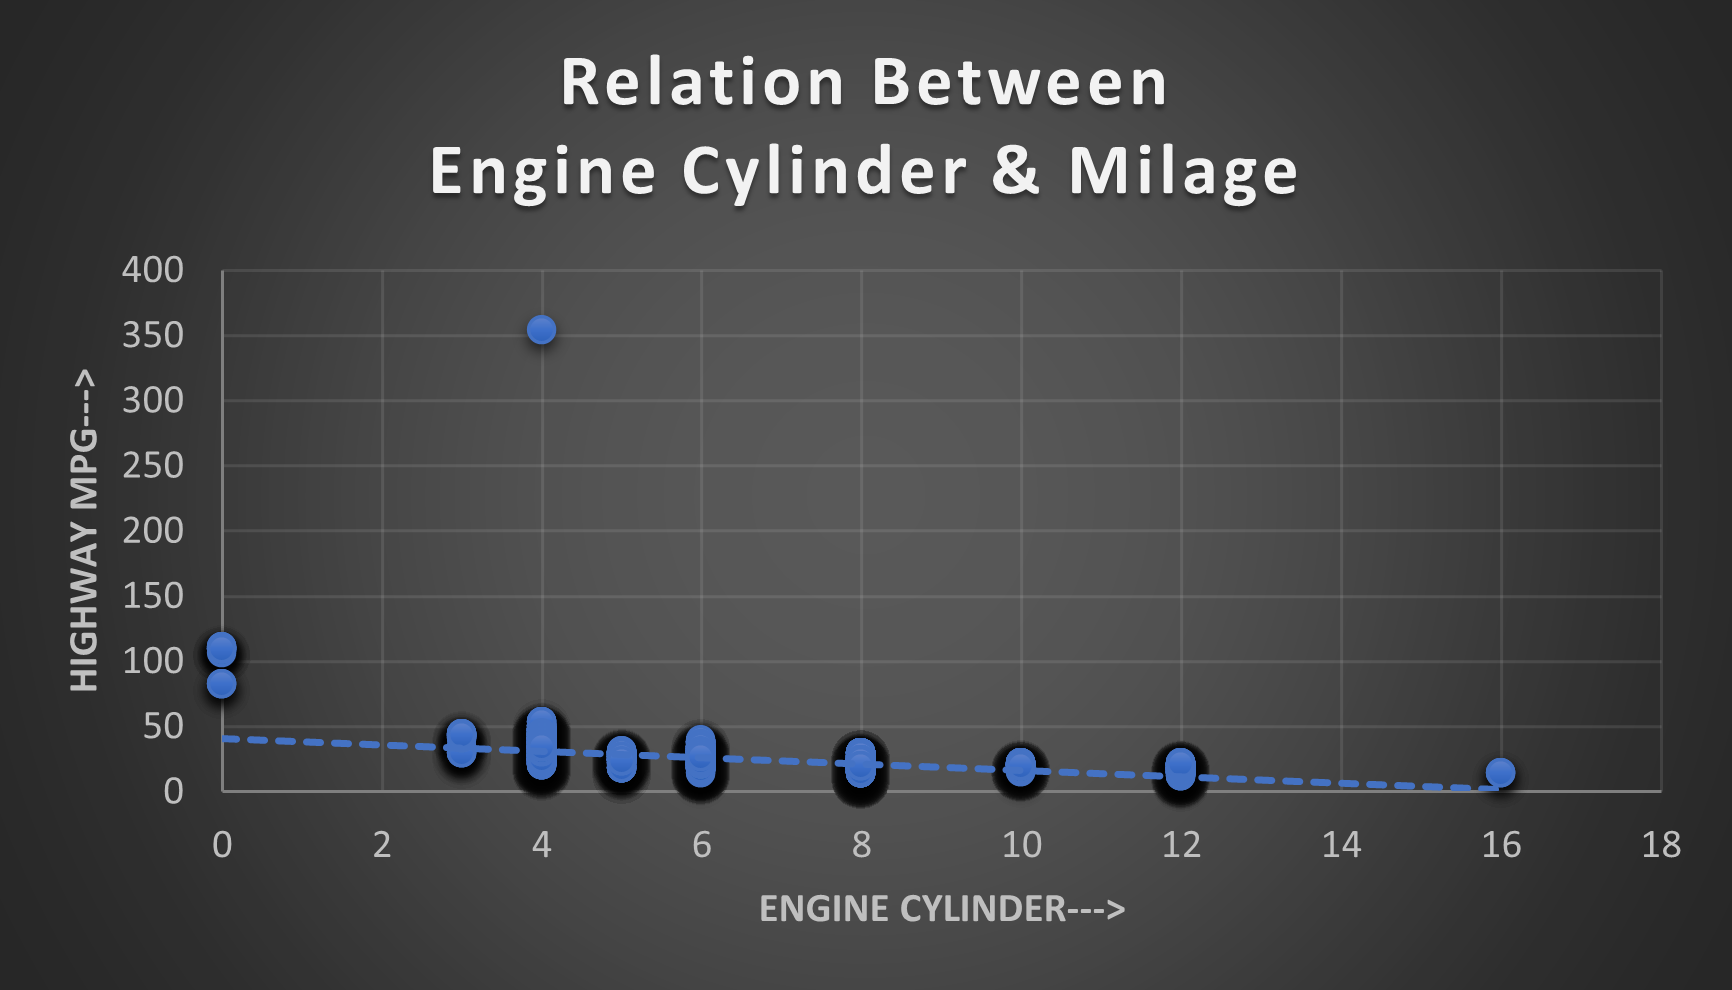 Relation Between
Engine Cylinder & Milage
400
350
300
250
200
150
100
50
0
HIGHWAY MPG--->
0 2 4 6 8 10 12 14 16 18
ENGINE CYLINDER--->